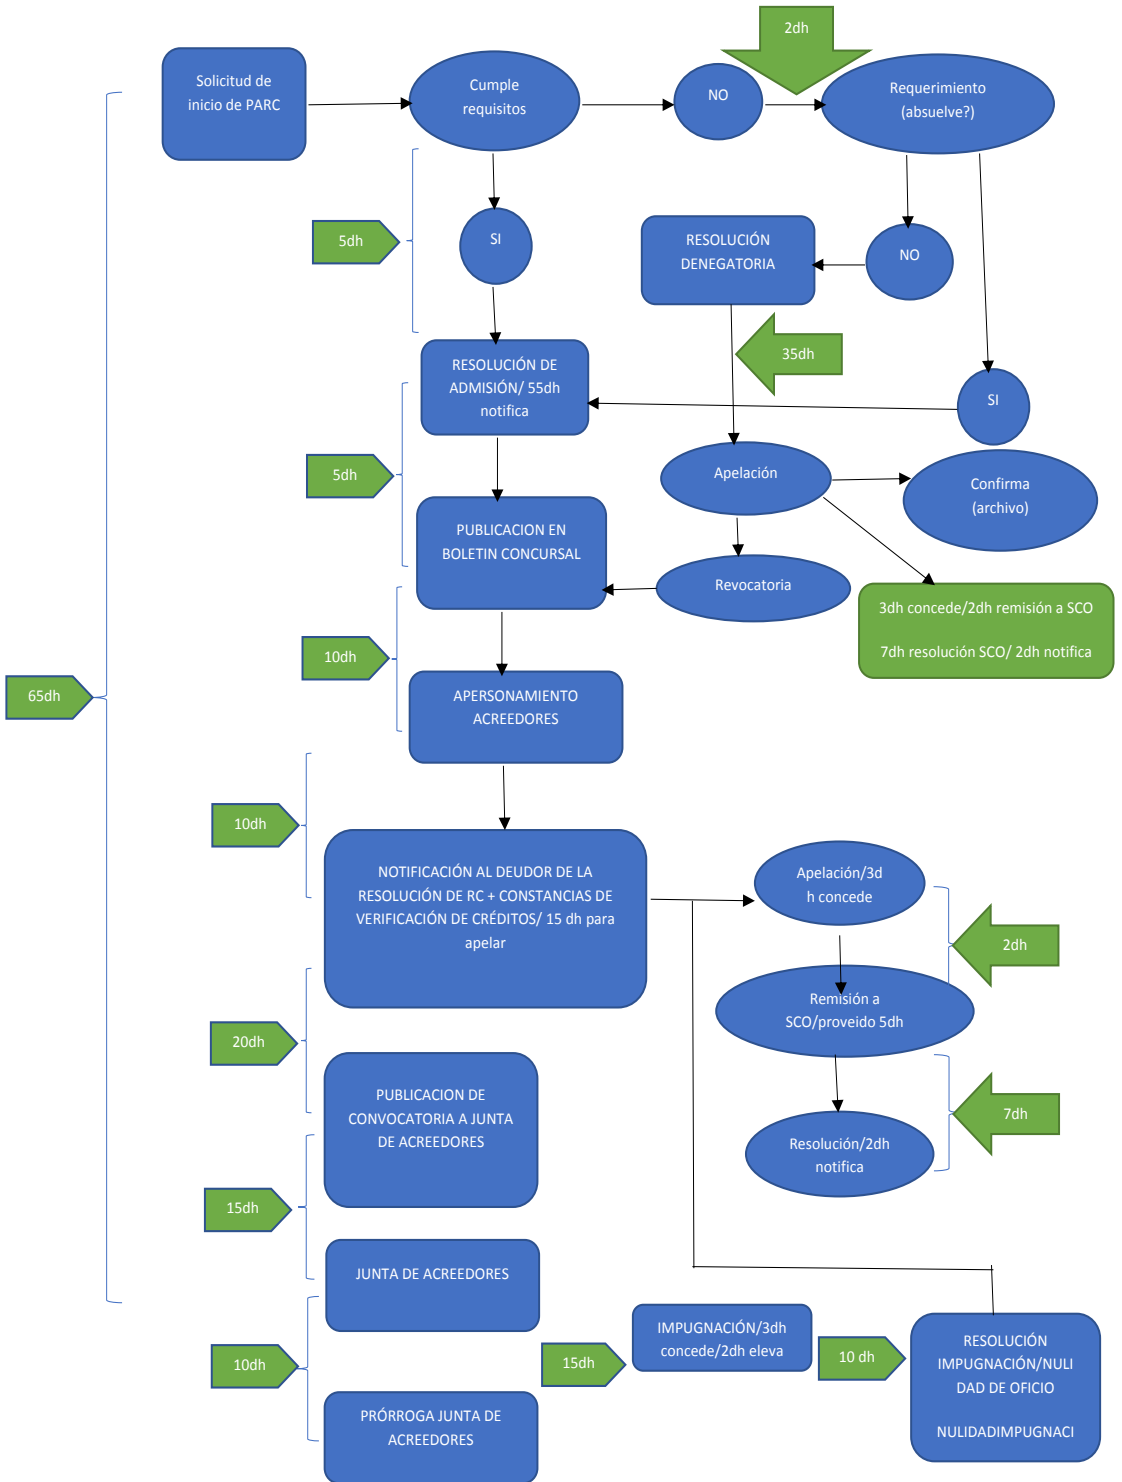 2dh
Solicitud de
inicio de PARC
Cumple
requisitos
NO
Requerimiento
(absuelve?)
5dh
SI
RESOLUCIÓN
DENEGATORIA
NO
35dh
RESOLUCIÓN DE
ADMISIÓN/ 55dh
notifica
SI
5dh
Apelación
Confirma
(archivo)
PUBLICACION EN
BOLETIN CONCURSAL
Revocatoria
3dh concede/2dh remisión a SCO
7dh resolución SCO/ 2dh notifica
10dh
65dh
APERSONAMIENTO
ACREEDORES
10dh
NOTIFICACIÓN AL DEUDOR DE LA
RESOLUCIÓN DE RC + CONSTANCIAS DE
VERIFICACIÓN DE CRÉDITOS/ 15 dh para
apelar
Apelación/3d
h concede
2dh
Remisión a
SCO/proveido 5dh
20dh
PUBLICACION DE
CONVOCATORIA A JUNTA
DE ACREEDORES
7dh
Resolución/2dh
notifica
15dh
JUNTA DE ACREEDORES
10dh
15dh
IMPUGNACIÓN/3dh
concede/2dh eleva
10 dh
RESOLUCIÓN
IMPUGNACIÓN/NULI
DAD DE OFICIO
NULIDADIMPUGNACI
PRÓRROGA JUNTA DE
ACREEDORES